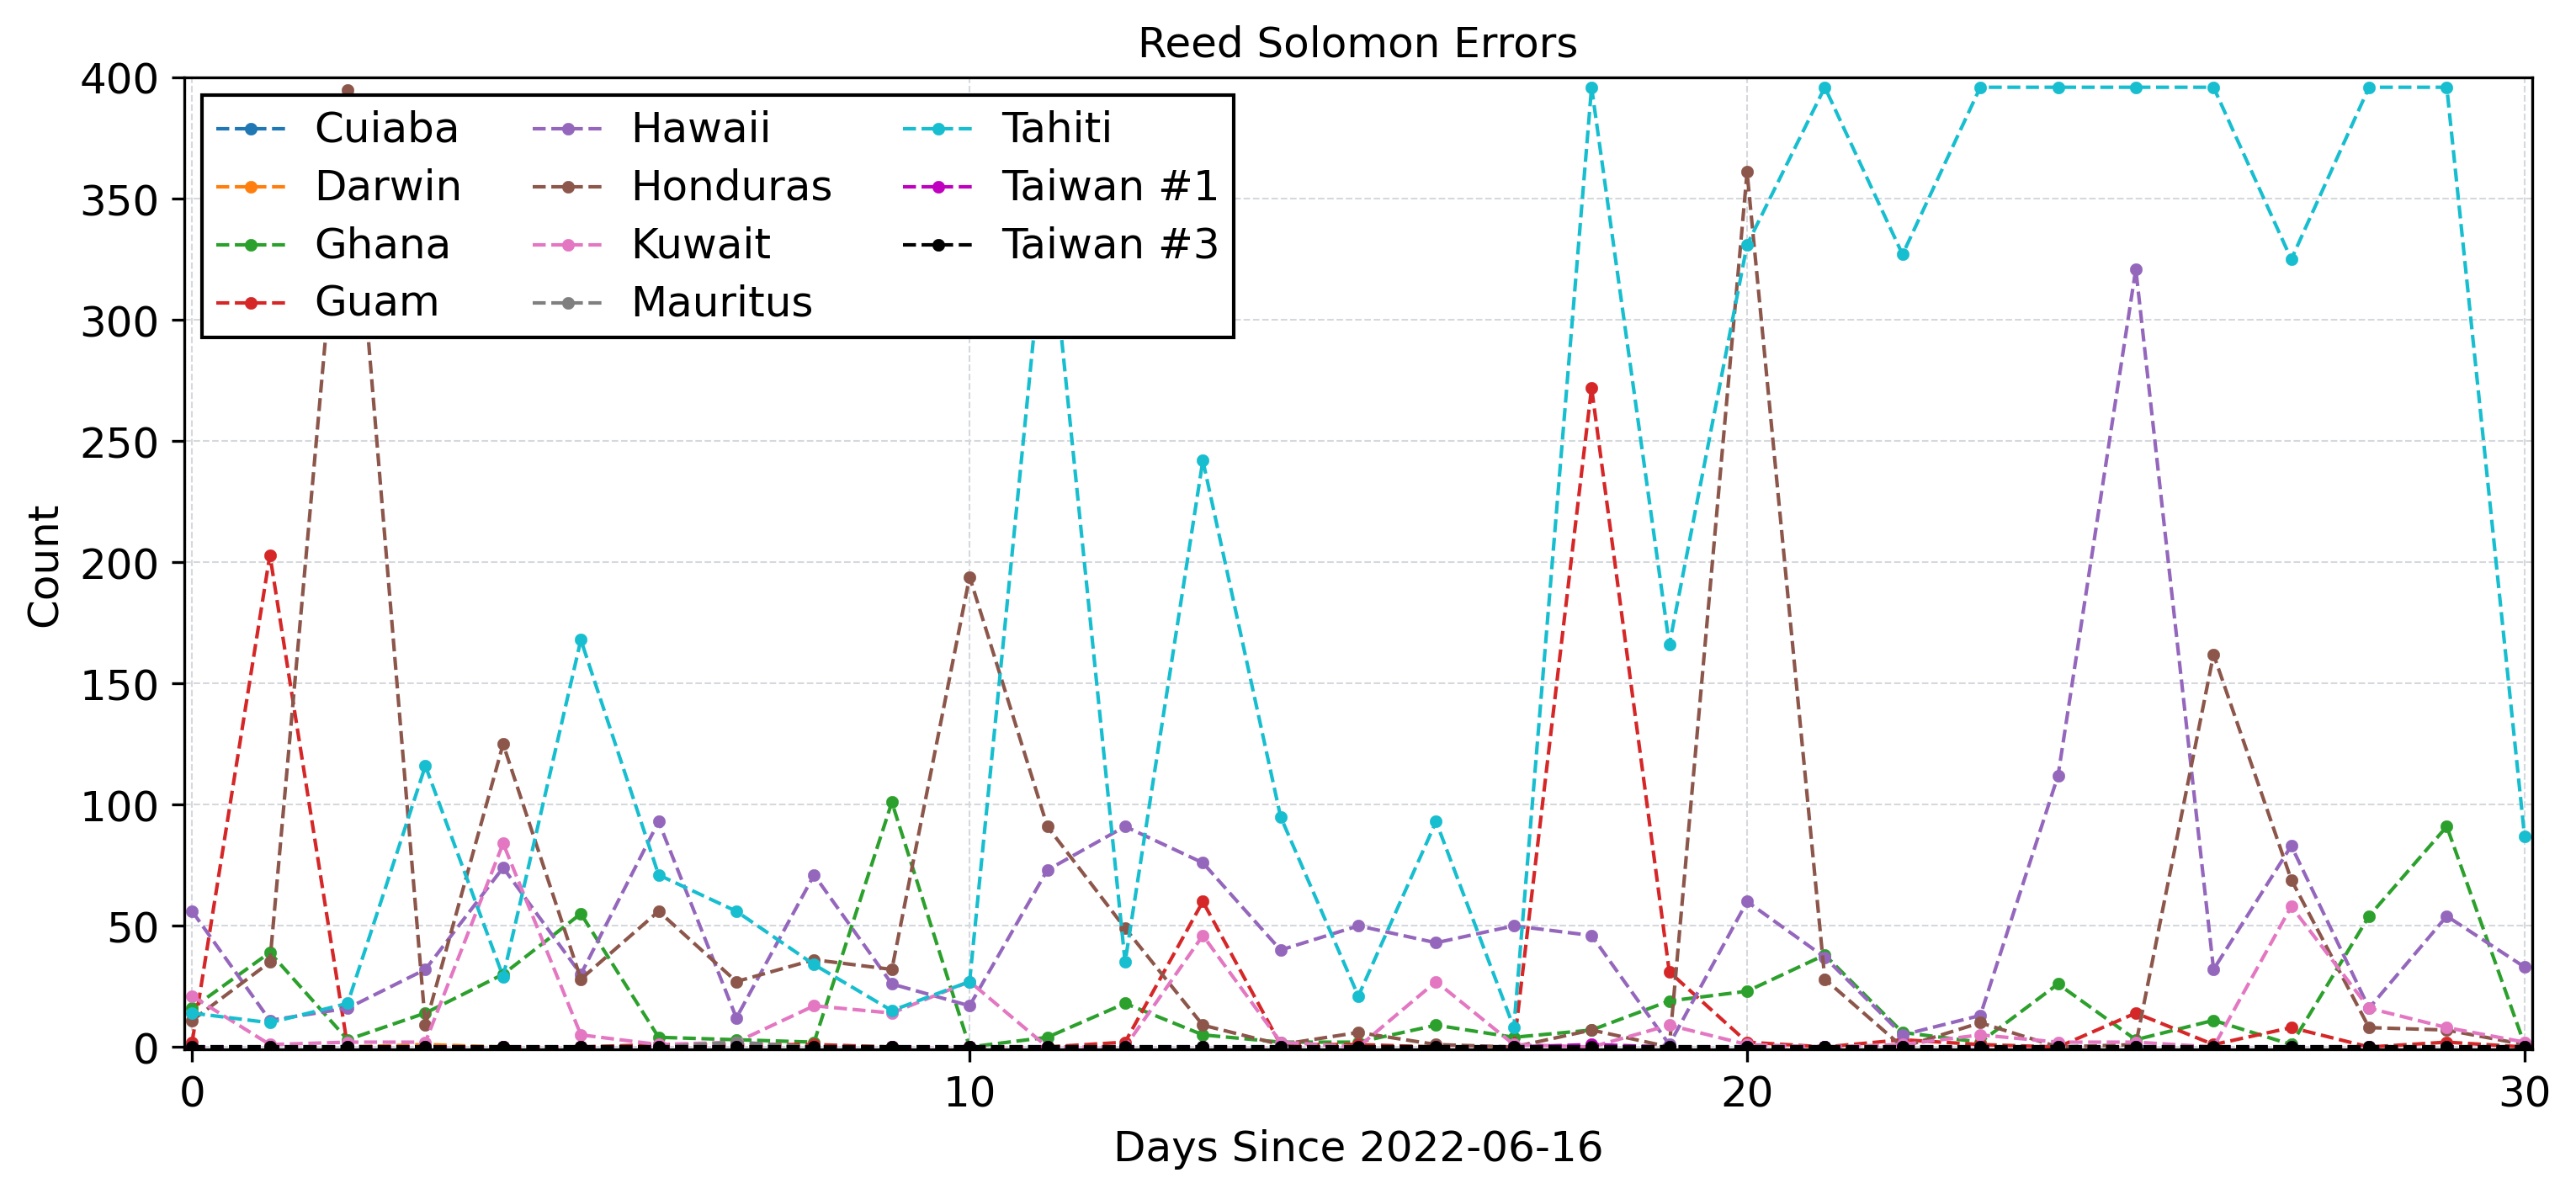 Reed Solomon Errors
400
350
300
250
200
150
100
50
0
Count
Cuiaba
Darwin
Ghana
Guam
Hawaii
Honduras
Kuwait
Mauritus
Tahiti
Taiwan #1
Taiwan #3
0 10 20 30
Days Since 2022-06-16